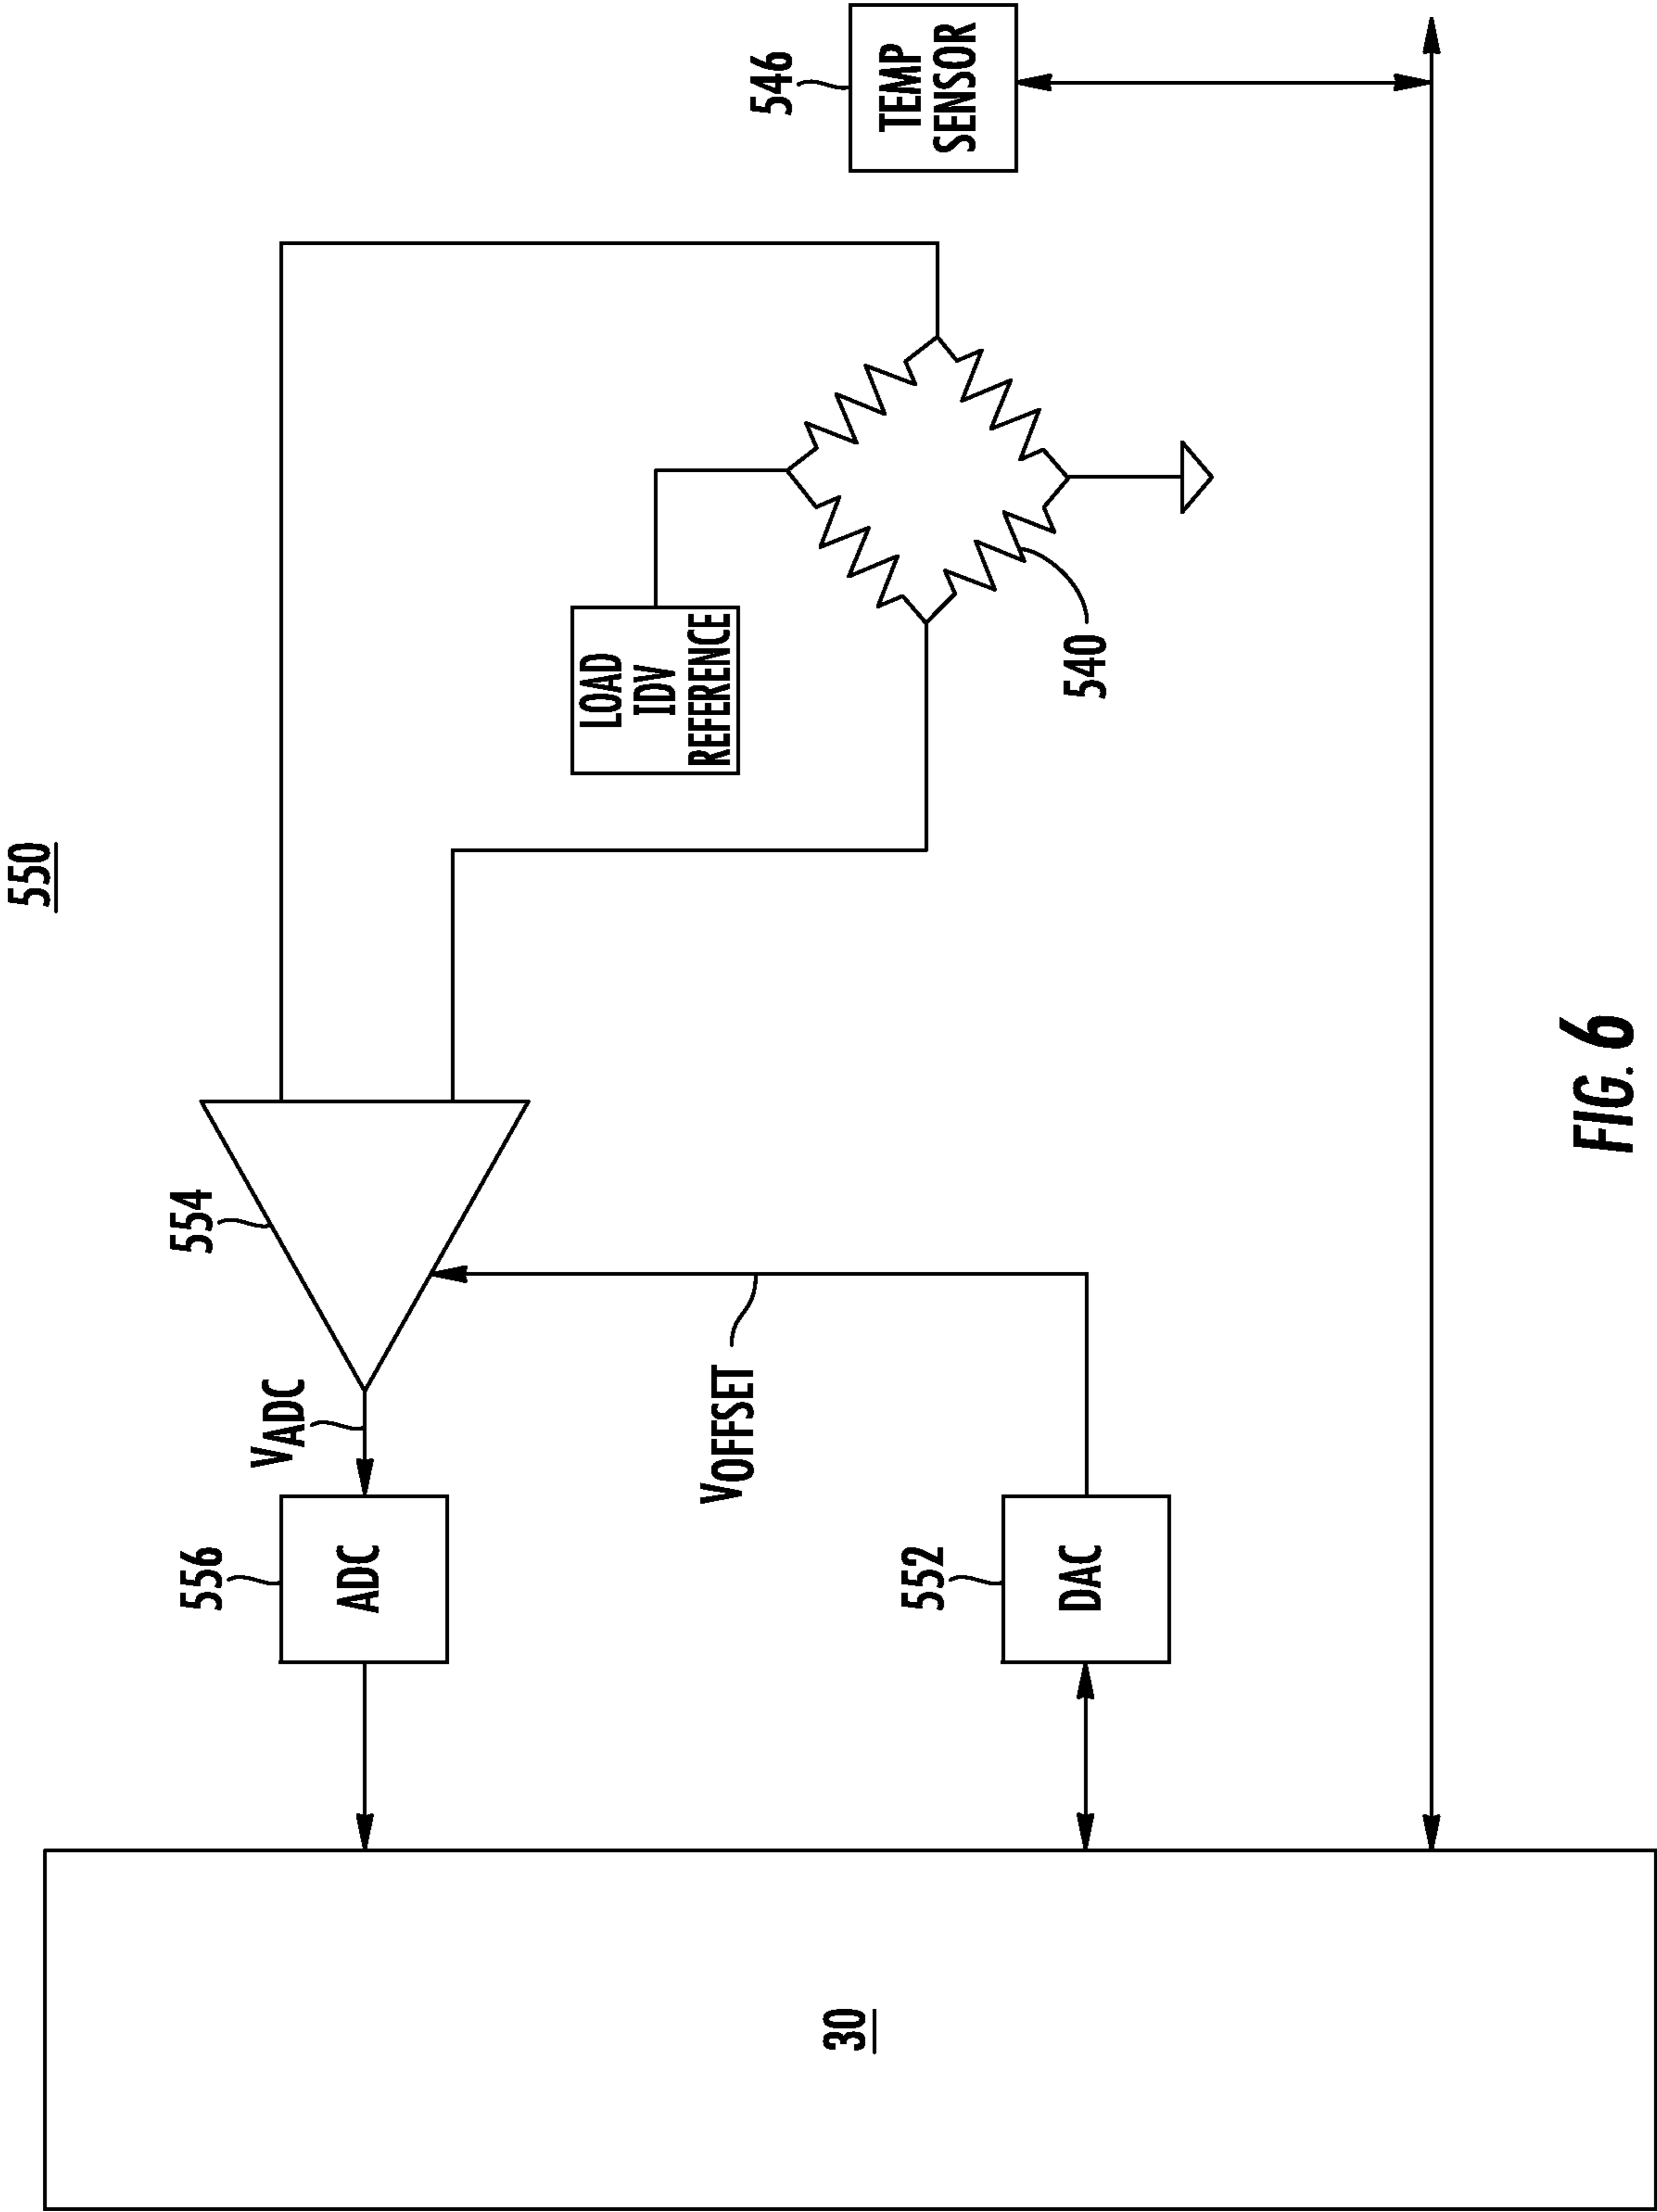 550
556
ADC
VADC
554
LOAD
IDV
REFERENCE
546
TEMP
SENSOR
30
552
DAC
VOFFSET
540
FIG. 6